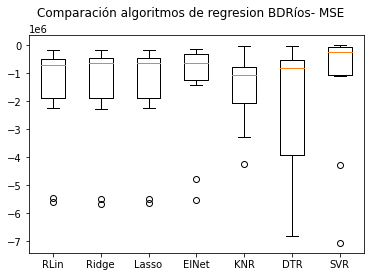 Comparación algoritmos de regresion BDRíos- MSE
1e6
0
−1
−2
−3
−4
−5
−6
−7
RLin Ridge Lasso ElNet KNR DTR SVR